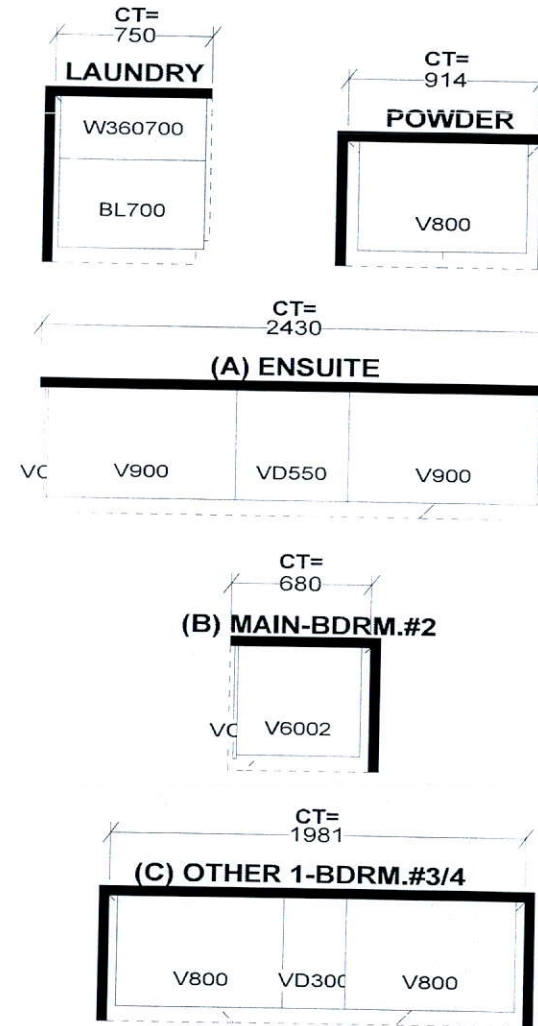 CT=
750
LAUNDRY
W360700
BL700
CT=
914
POWDER
V800
CT=
2430
(A) ENSUITE
VC V900 VD550 V900
CT=
680
(B) MAIN-BDRM.#2
VC V6002
CT=
1981
(C) OTHER 1-BDRM.#3/4
V800 VD300 V800